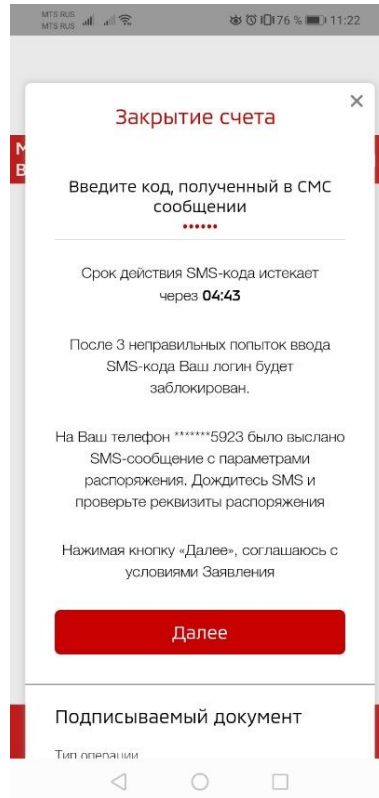 MTS RUS
MTS RUS
76 % 11:22
Закрытие счета
Введите код, полученный в СМС
сообщении
••••••
Срок действия SMS-кода истекает
через 04:43
После 3 неправильных попыток ввода
SMS-кода Ваш логин будет
заблокирован.
На Ваш телефон *******5923 было выслано
SMS-сообщение с параметрами
распоряжения. Дождитесь SMS и
проверьте реквизиты распоряжения
Нажимая кнопку «Далее», соглашаюсь с
условиями Заявления
Далее
Подписываемый документ
Тип операции